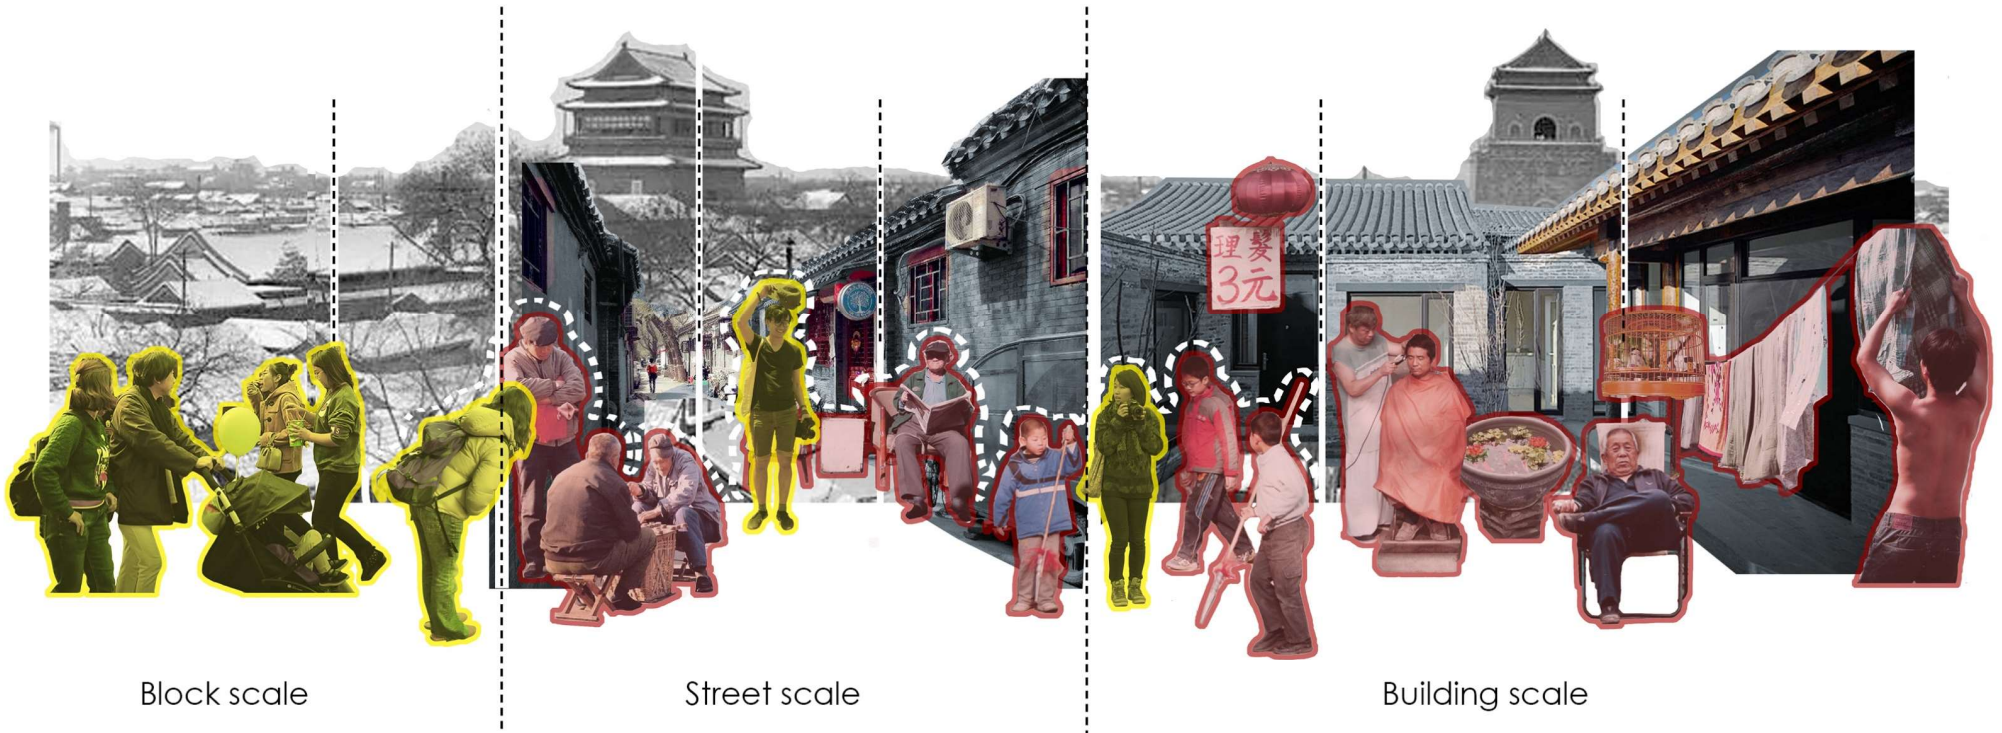 理髮
3元
Block scale
Street scale
Building scale